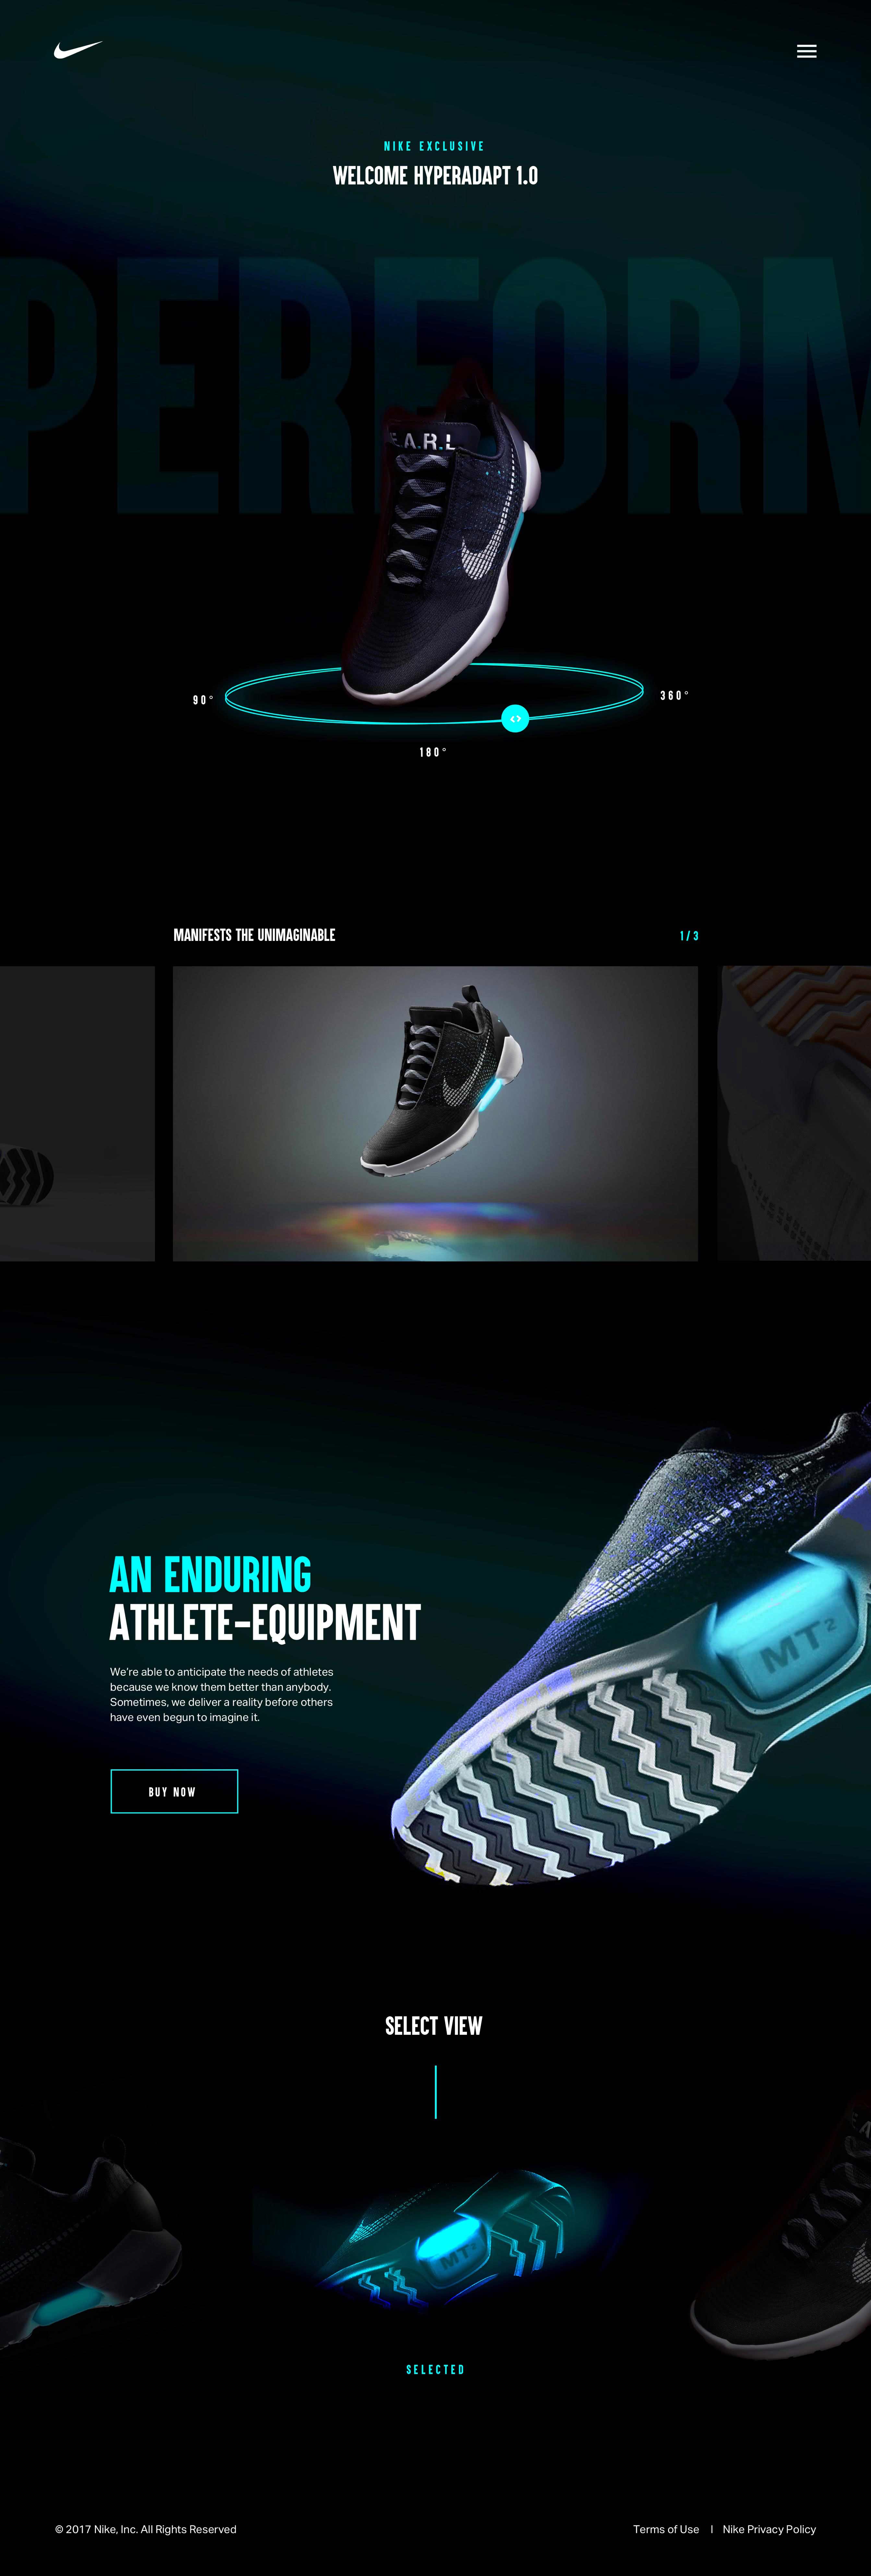 NIKE EXCLUSIVE
WELCOME HYPERADAPT 1.0
PERFORM
E.A.R.L
90°
360°
180°
MANIFESTS THE UNIMAGINABLE
1/3
AN ENDURING
ATHLETE-EQUIPMENT
MT2
We're able to anticipate the needs of athletes
because we know them better than anybody.
Sometimes, we deliver a reality before others
have even begun to imagine it.
BUY NOW
SELECT VIEW
MT2
SELECTED
© 2017 Nike, Inc. All Rights Reserved
Terms of Use | Nike Privacy Policy